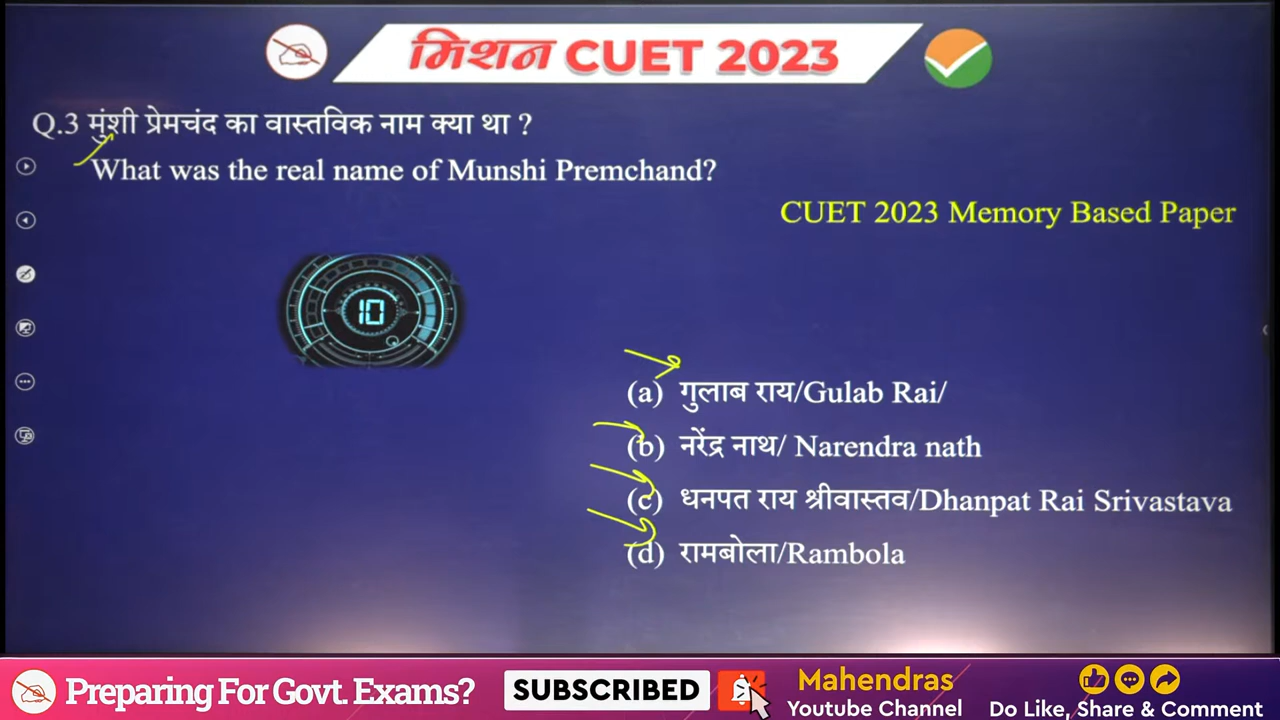 मिशन CUET 2023
Q.3 मुंशी प्रेमचंद का वास्तविक नाम क्या था ?
What was the real name of Munshi Premchand?
CUET 2023 Memory Based Paper
10
(a) गुलाब राय/Gulab Rai/
(b) नरेंद्र नाथ/ Narendra nath
(c) धनपत राय श्रीवास्तव/Dhanpat Rai Srivastava
(d) रामबोला/Rambola
Preparing For Govt. Exams?
SUBSCRIBED
Mahendras
Youtube Channel
Do Like, Share & Comment